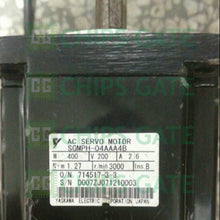 CHIPS GATE
AC SERVO MOTOR
SGMPH-04AAA4B
W 400 V 200 A 2.6
N·m 1.27 r/min 3000 Ins.B
O/N 714517-3
S/N D0072J071210003
YASKAWA ELECTRIC CORPORATION JAPAN